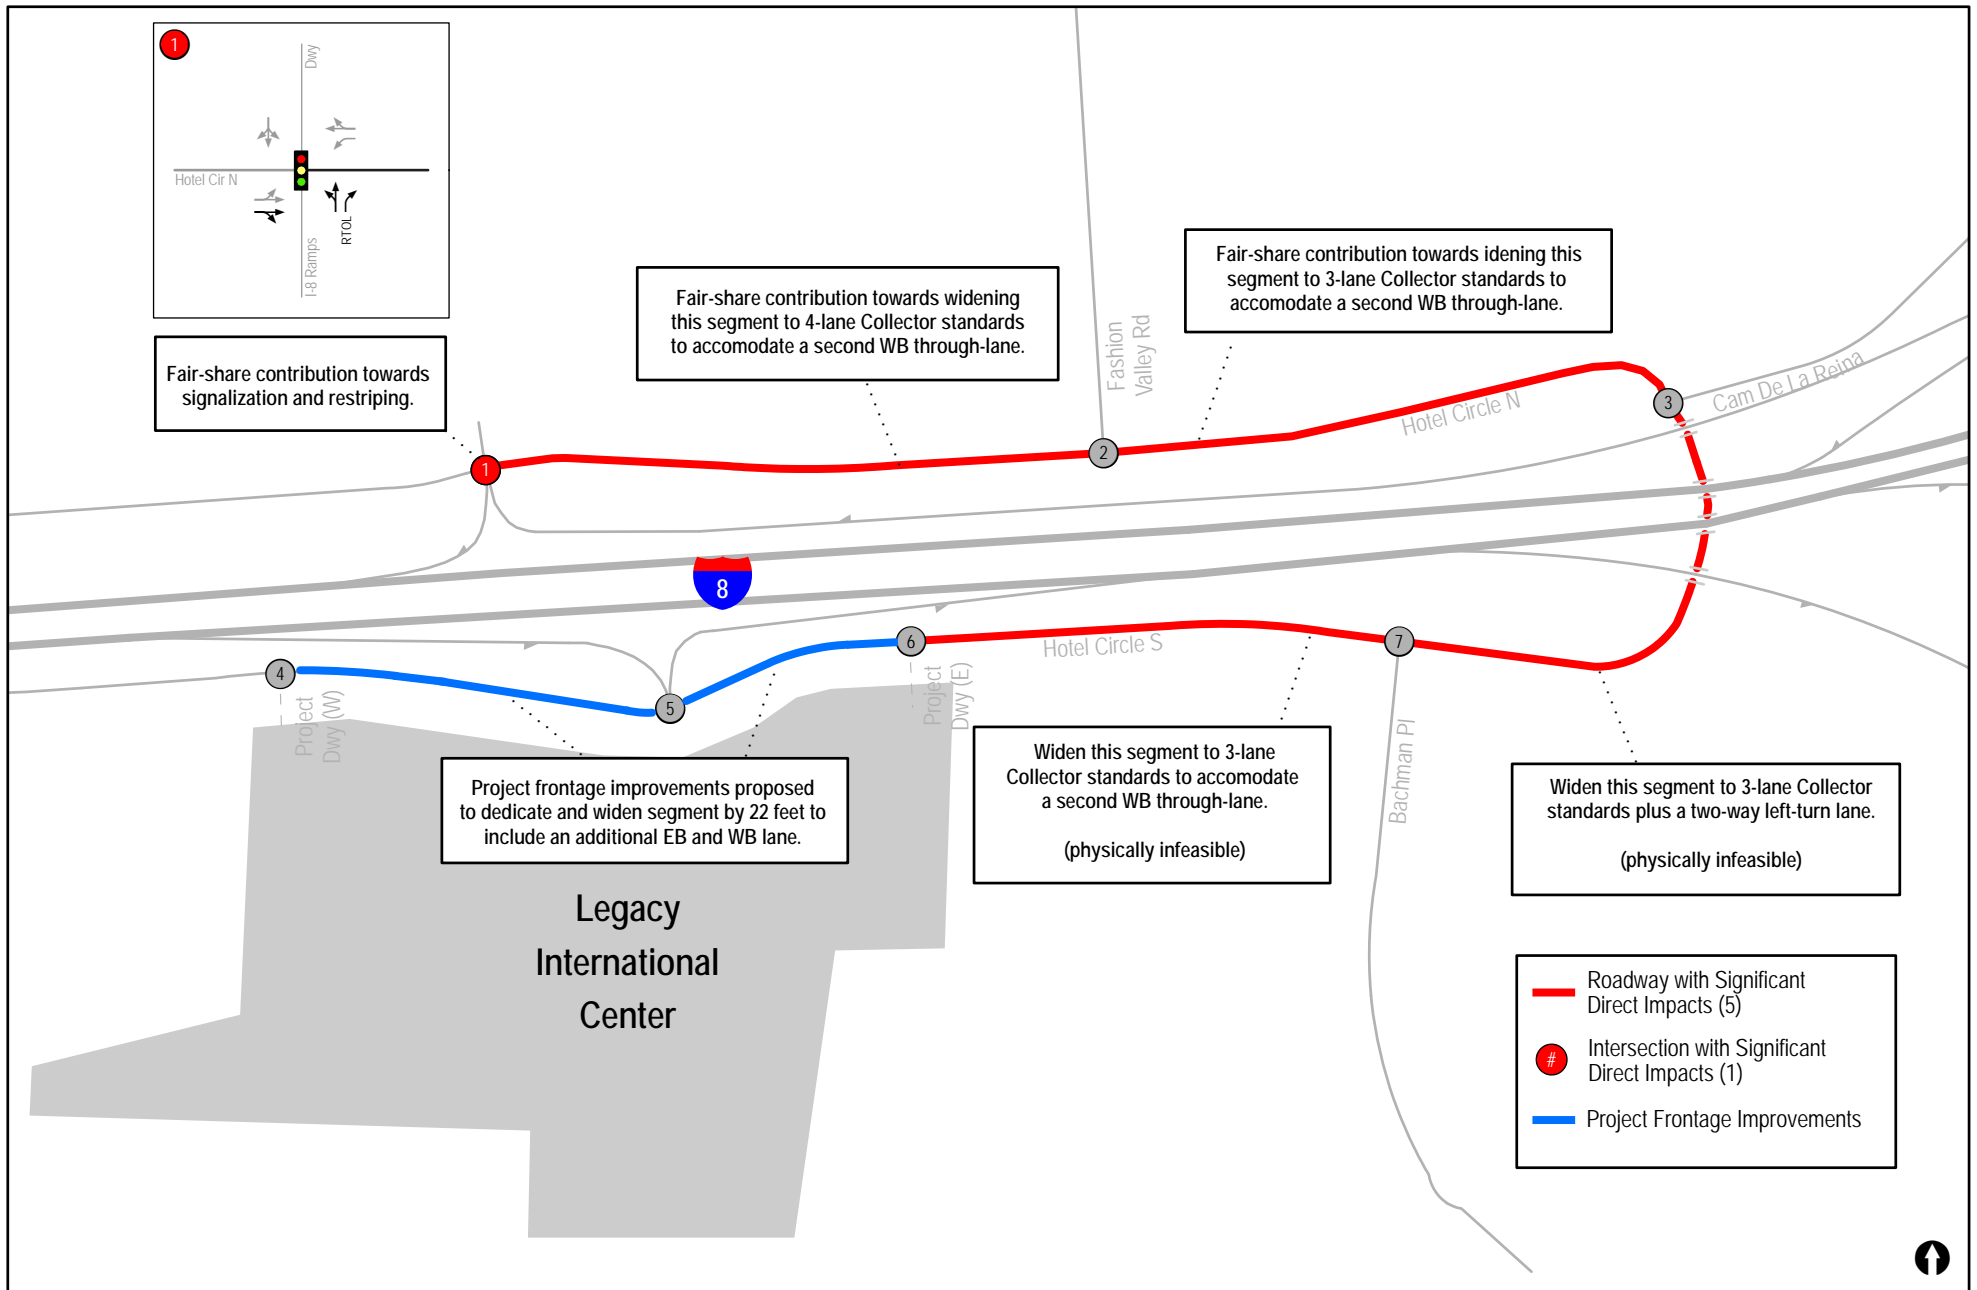 1
Dwy
Hotel Cir N
RTOL
I-8 Ramps
Fair-share contribution towards
signalization and restriping.
Fair-share contribution towards widening
this segment to 4-lane Collector standards
to accomodate a second WB through-lane.
Fair-share contribution towards idening this
segment to 3-lane Collector standards to
accomodate a second WB through-lane.
Fashion
Valley Rd
Hotel Circle N
Cam De La Reina
1
2
3
8
4
5
6
7
Hotel Circle S
Project
Dwy (W)
Project
Dwy (E)
Bachman Pl
Project frontage improvements proposed
to dedicate and widen segment by 22 feet to
include an additional EB and WB lane.
Widen this segment to 3-lane
Collector standards to accomodate
a second WB through-lane.
(physically infeasible)
Widen this segment to 3-lane Collector
standards plus a two-way left-turn lane.
(physically infeasible)
Legacy
International
Center
Roadway with Significant
Direct Impacts (5)
#
Intersection with Significant
Direct Impacts (1)
Project Frontage Improvements